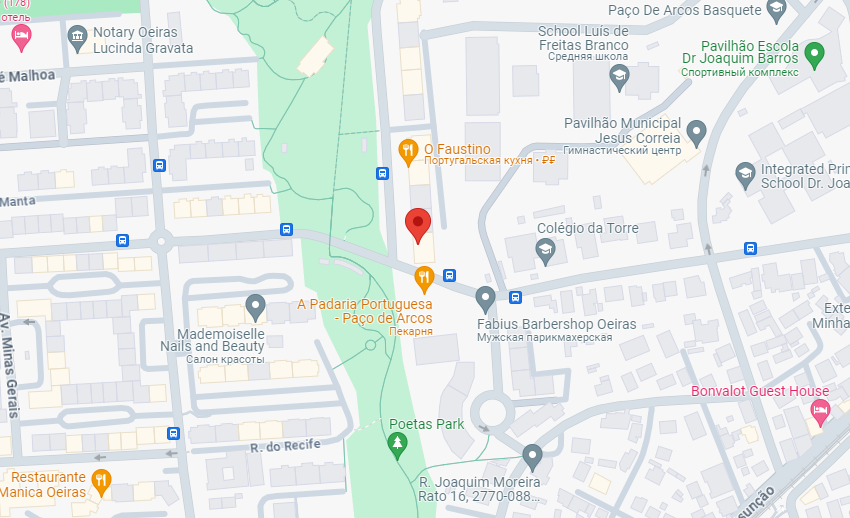 (178)
отель
Notary Oeiras
Lucinda Gravata
é Malhoa
Manta
Paço De Arcos Basquete
School Luís de
Freitas Branco
Средняя школа
Pavilhão Escola
Dr Joaquim Barros
Спортивный комплекс
Pavilhão Municipal
Jesus Correia
Гимнастический центр
O Faustino
Португальская кухня • ₽₽
Integrated Prim
School Dr. Joa
Colégio da Torre
A Padaria Portuguesa
- Paço de Arcos
Пекарня
Fabius Barbershop Oeiras
Мужская парикмахерская
Mademoiselle
Nails and Beauty
Салон красоты
Av. Minas Gerais
Exte
Minha
Bonvalot Guest House
Poetas Park
R. do Recife
Restaurante
Manica Oeiras
R. Joaquim Moreira
Rato 16, 2770-088...
sunção